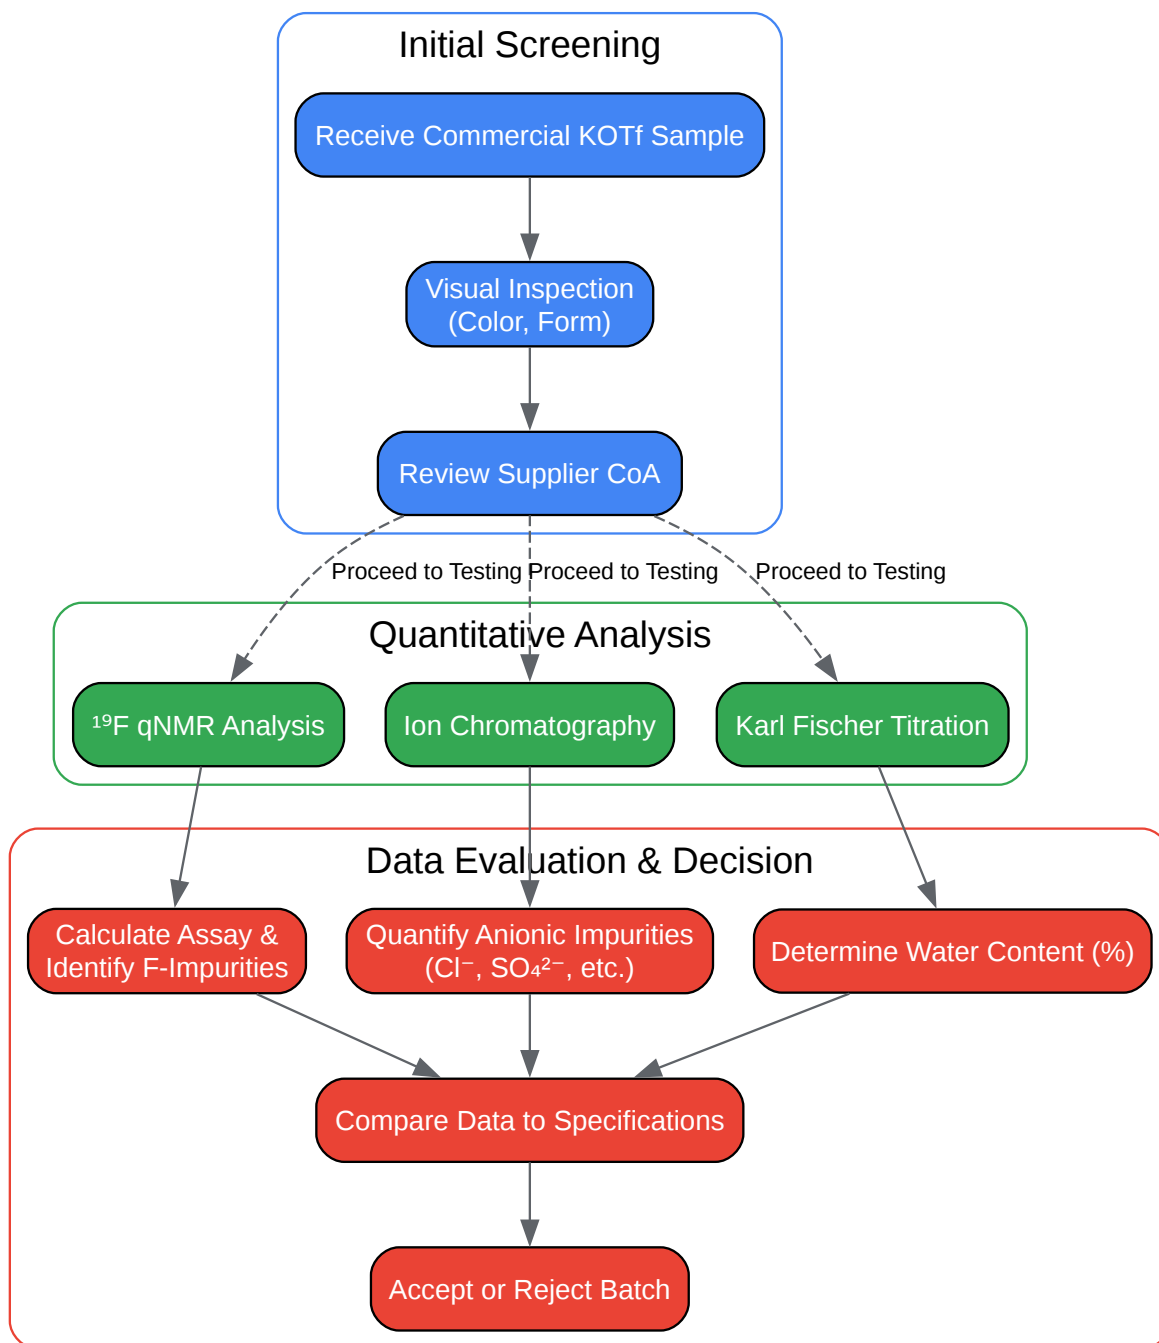 Initial Screening
Receive Commercial KOTf Sample
Visual Inspection
(Color, Form)
Review Supplier CoA
Proceed to Testing
Proceed to Testing
Proceed to Testing
Quantitative Analysis
¹⁹F qNMR Analysis
Ion Chromatography
Karl Fischer Titration
Data Evaluation & Decision
Calculate Assay &
Identify F-Impurities
Quantify Anionic Impurities
(Cl⁻, SO₄²⁻, etc.)
Determine Water Content (%)
Compare Data to Specifications
Accept or Reject Batch